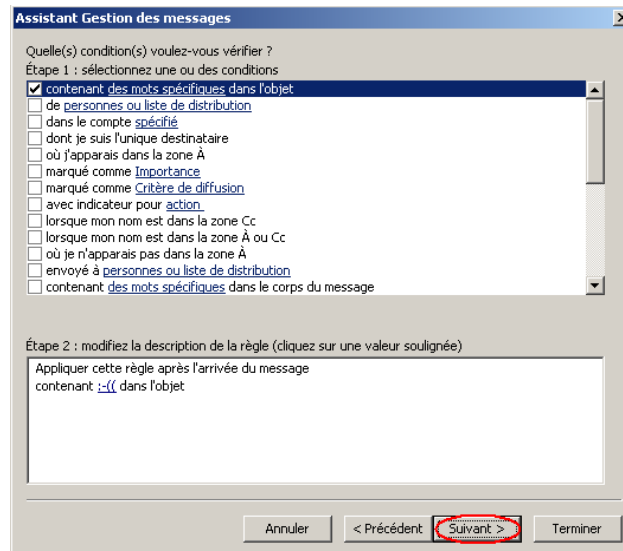 Assistant Gestion des messages
Quelle(s) condition(s) voulez-vous vérifier ?
Étape 1 : sélectionnez une ou des conditions
contenant des mots spécifiques dans l'objet
de personnes ou liste de distribution
dans le compte spécifié
dont je suis l'unique destinataire
où j'apparais dans la zone À
marqué comme Importance
marqué comme Critère de diffusion
avec indicateur pour action
lorsque mon nom est dans la zone Cc
lorsque mon nom est dans la zone À ou Cc
où je n'apparais pas dans la zone À
envoyé à personnes ou liste de distribution
contenant des mots spécifiques dans le corps du message
Étape 2 : modifiez la description de la règle (cliquez sur une valeur soulignée)
Appliquer cette règle après l'arrivée du message
contenant :-(( dans l'objet
Annuler < Précédent Suivant > Terminer